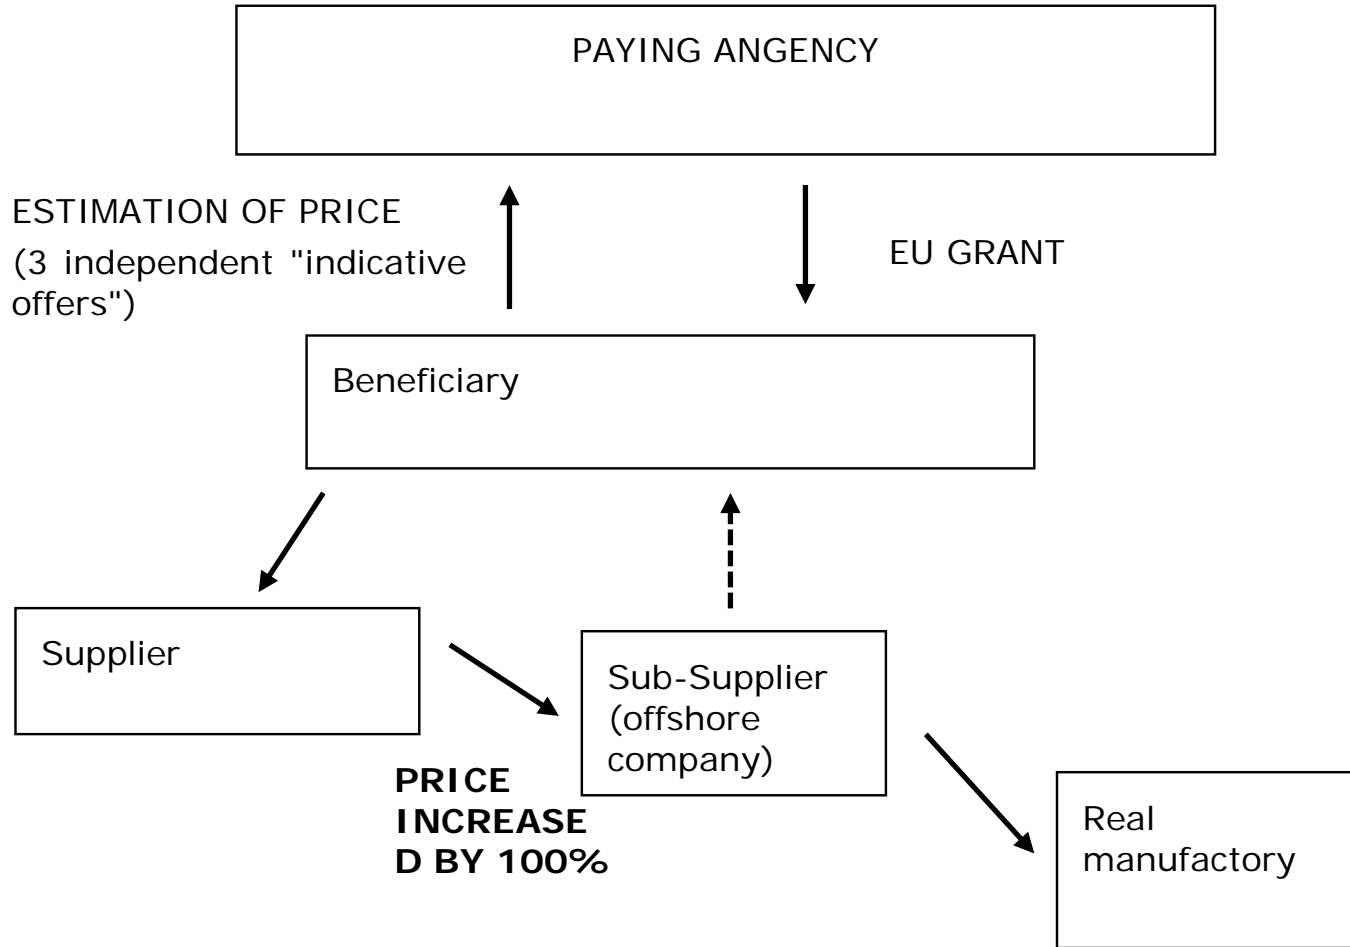 PAYING ANGENCY
ESTIMATION OF PRICE
(3 independent "indicative
offers")
EU GRANT
Beneficiary
Supplier
Sub-Supplier
(offshore
company)
PRICE
INCREASE
D BY 100%
Real
manufactory